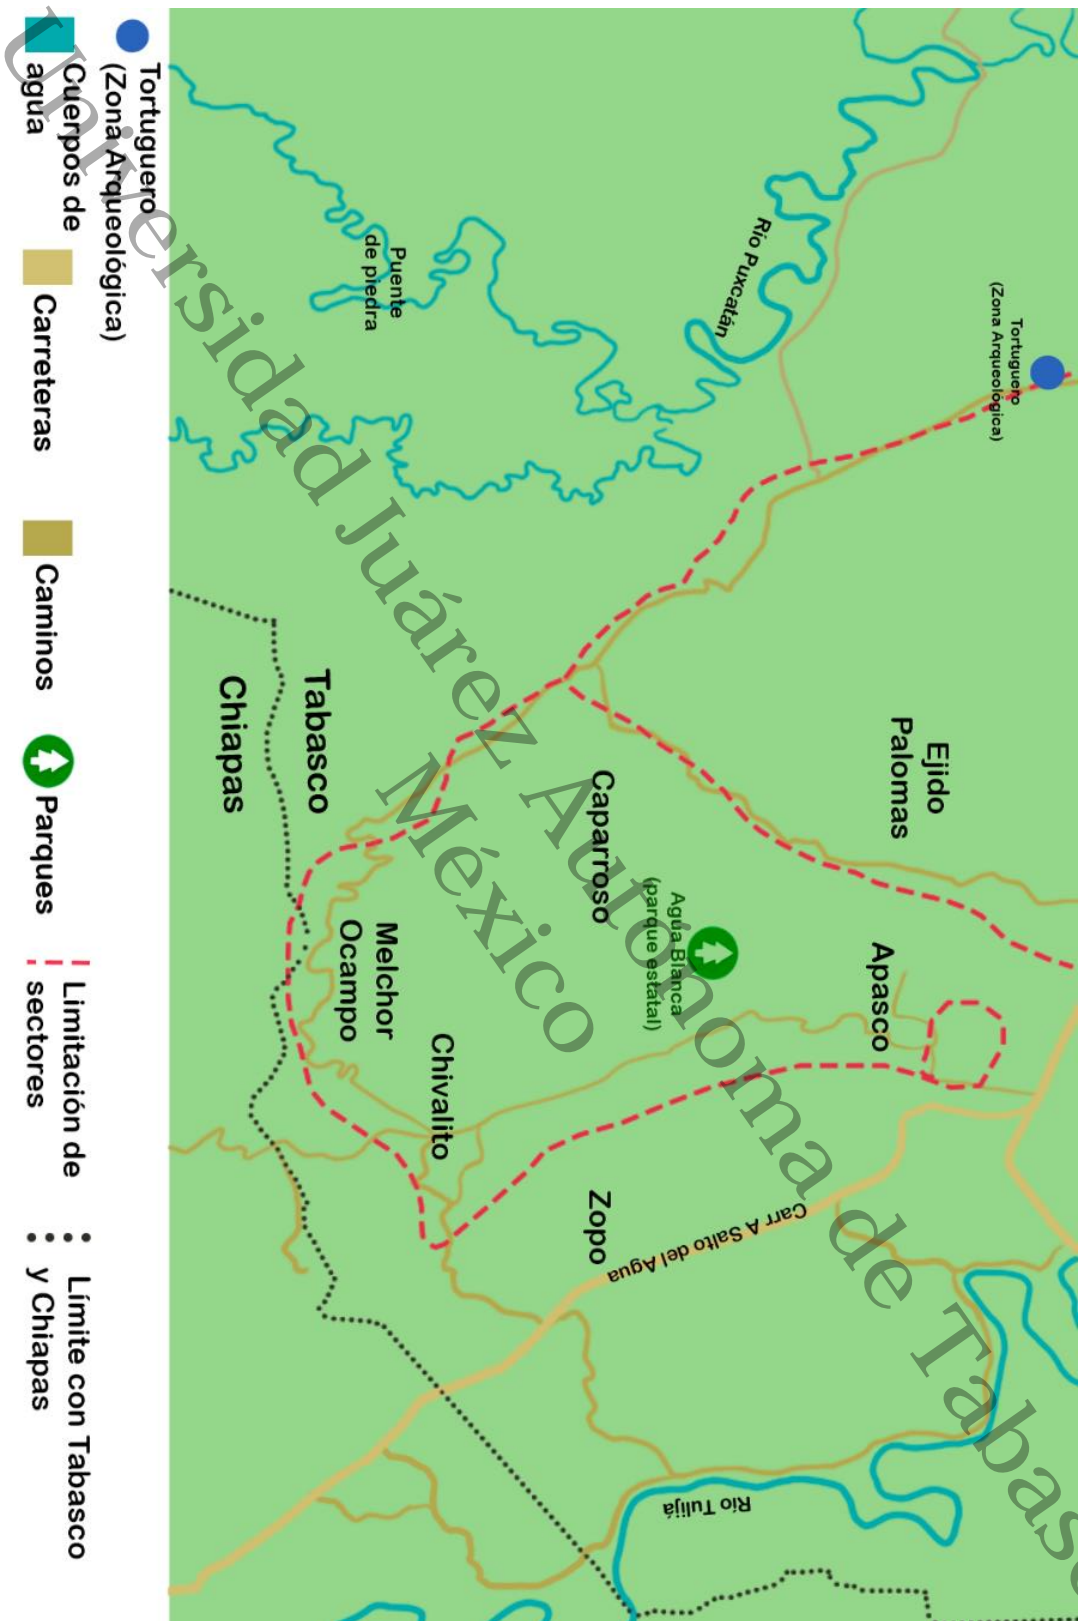 Tortuguero
(Zona Arqueológica)
Río Puxcatán
Puente
de piedra
Ejido
Palomas
Apasco
Agua Blanca
(parque estatal)
Caparroso
Carr A Salto del Agua
Zopo
Chivalito
Melchor
Ocampo
Río Tulijá
Tabasco
Chiapas
Tortuguero
(Zona Arqueológica)
Cuerpos de
agua
Carreteras
Caminos
Parques
Limitación de
sectores
Límite con Tabasco
y Chiapas
Universidad Juárez Autónoma de Tabasco
México